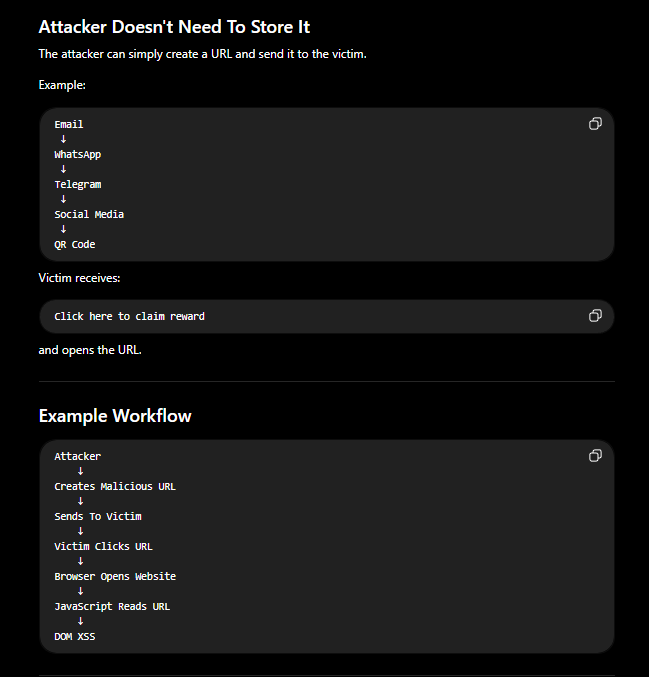 Attacker Doesn't Need To Store It
The attacker can simply create a URL and send it to the victim.
Example:
Email
↓
WhatsApp
↓
Telegram
↓
Social Media
↓
QR Code
Victim receives:
Click here to claim reward
and opens the URL.
Example Workflow
Attacker
↓
Creates Malicious URL
↓
Sends To Victim
↓
Victim Clicks URL
↓
Browser Opens Website
↓
JavaScript Reads URL
↓
DOM XSS